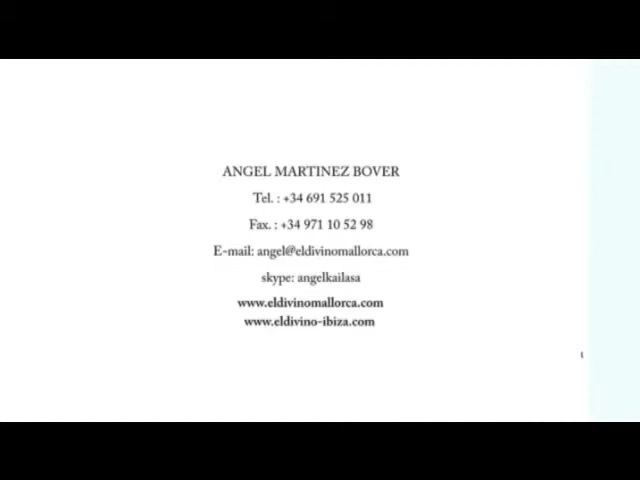 ANGEL MARTINEZ BOVER
Tel. : +34 691 525 011
Fax. : +34 971 10 52 98
E-mail: angel@eldivinomallorca.com
skype: angelkailasa
www.eldivinomallorca.com
www.eldivino-ibiza.com